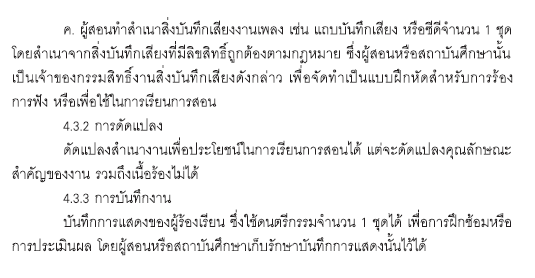 ค. ผู้สอนทำสำเนาสิ่งบันทึกเสียงงานเพลง เช่น แถบบันทึกเสียง หรือซีดีจำนวน 1 ชุด
โดยสำเนาจากสิ่งบันทึกเสียงที่มีลิขสิทธิ์ถูกต้องตามกฎหมาย ซึ่งผู้สอนหรือสถาบันศึกษานั้น
เป็นเจ้าของกรรมสิทธิ์งานสิ่งบันทึกเสียงดังกล่าว เพื่อจัดทำเป็นแบบฝึกหัดสำหรับการร้อง
การฟัง หรือเพื่อใช้ในการเรียนการสอน
4.3.2 การดัดแปลง
ดัดแปลงสำเนางานเพื่อประโยชน์ในการเรียนการสอนได้ แต่จะดัดแปลงคุณลักษณะ
สำคัญของงาน รวมถึงเนื้อร้องไม่ได้
4.3.3 การบันทึกงาน
บันทึกการแสดงของผู้ร้องเรียน ซึ่งใช้ดนตรีกรรมจำนวน 1 ชุดได้ เพื่อการฝึกซ้อมหรือ
การประเมินผล โดยผู้สอนหรือสถาบันศึกษาเก็บรักษาบันทึกการแสดงนั้นไว้ได้